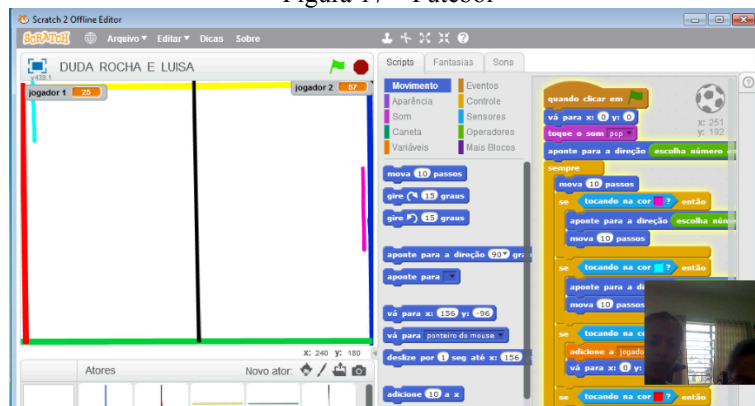 Figura 17 – Futebol
Scratch 2 Offline Editor
SCRATCH Arquivo Editar Dicas Sobre
DUDA ROCHA E LUISA
v439.1
jogador 1 25
jogador 2 57
X: 240 y: 180
Atores Novo ator:
Scripts Fantasias Sons
Movimento Eventos
Aparência Controle
Som Sensores
Caneta Operadores
Variáveis Mais Blocos
mova 10 passos
gire 15 graus
gire 15 graus
aponte para a direção 90
aponte para
vá para x: 156 y: -96
vá para ponteiro do mouse
deslize por 1 seg até x: 156
adicione 10 a x
quando clicar em
vá para x: 0 y: 0
toque o som pop
aponte para a direção escolha número
sempre
mova 10 passos
se tocando na cor ? então
aponte para a direção escolha
mova 10 passos
se tocando na cor ? então
aponte para a
mova 10 passos
se tocando na
adicione a
vá para x: 0 y:
se tocando na cor ? então
x: 251
y: 192